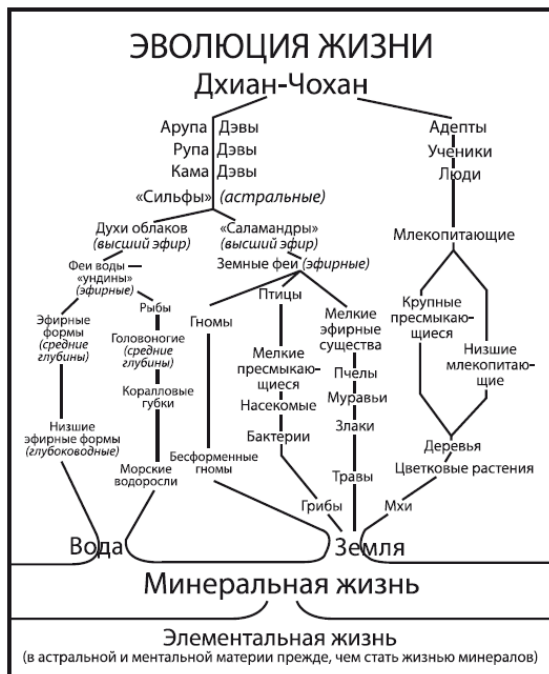 ЭВОЛЮЦИЯ ЖИЗНИ
Дхиан-Чохан
Арупа Дэвы
Рупа Дэвы
Кама Дэвы
«Сильфы» (астральные)
Духи облаков
(высший эфир)
«Саламандры»
(высший эфир)
Феи воды
«ундины»
(эфирные)
Земные феи (эфирные)
Эфирные
формы
(средние
глубины)
Низшие
эфирные формы
(глубоководные)
Рыбы
Головоногие
(средние
глубины)
Коралловые
губки
Морские
водоросли
Гномы
Бесформенные
гномы
Птицы
Мелкие
пресмыкаю-
щиеся
Насекомые
Бактерии
Грибы
Мелкие
эфирные
существа
Пчелы
Муравьи
Злаки
Травы
Адепты
Ученики
Люди
Млекопитающие
Крупные
пресмыкаю-
щиеся
Низшие
млекопитаю-
щие
Деревья
Цветковые растения
Мхи
Вода
Земля
Минеральная жизнь
Элементальная жизнь
(в астральной и ментальной материи прежде, чем стать жизнью минералов)